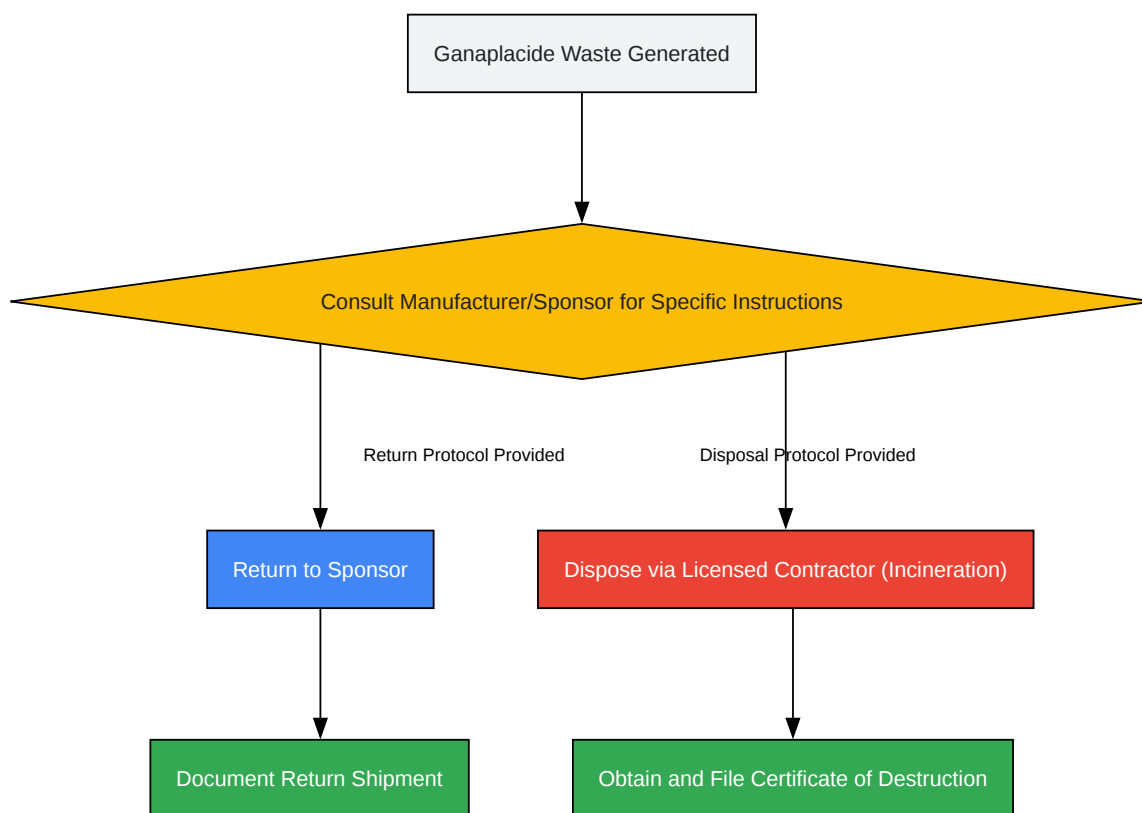 Ganaplacide Waste Generated
Consult Manufacturer/Sponsor for Specific Instructions
Return Protocol Provided
Disposal Protocol Provided
Return to Sponsor
Dispose via Licensed Contractor (Incineration)
Document Return Shipment
Obtain and File Certificate of Destruction